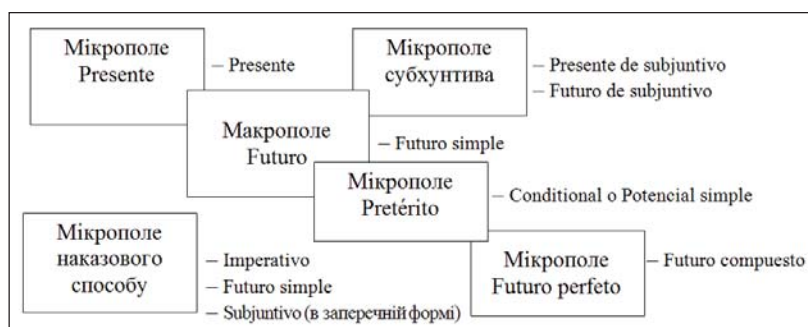 Мікрополе
Presente
– Presente
Мікрополе
субхунтива
– Presente de subjuntivo
– Futuro de subjuntivo
Макрополе
Futuro
– Futuro simple
Мікрополе
Pretérito
– Conditional o Potencial simple
Мікрополе
наказового
способу
– Imperativo
– Futuro simple
– Subjuntivo (в заперечній формі)
Мікрополе
Futuro perfeto
– Futuro compuesto